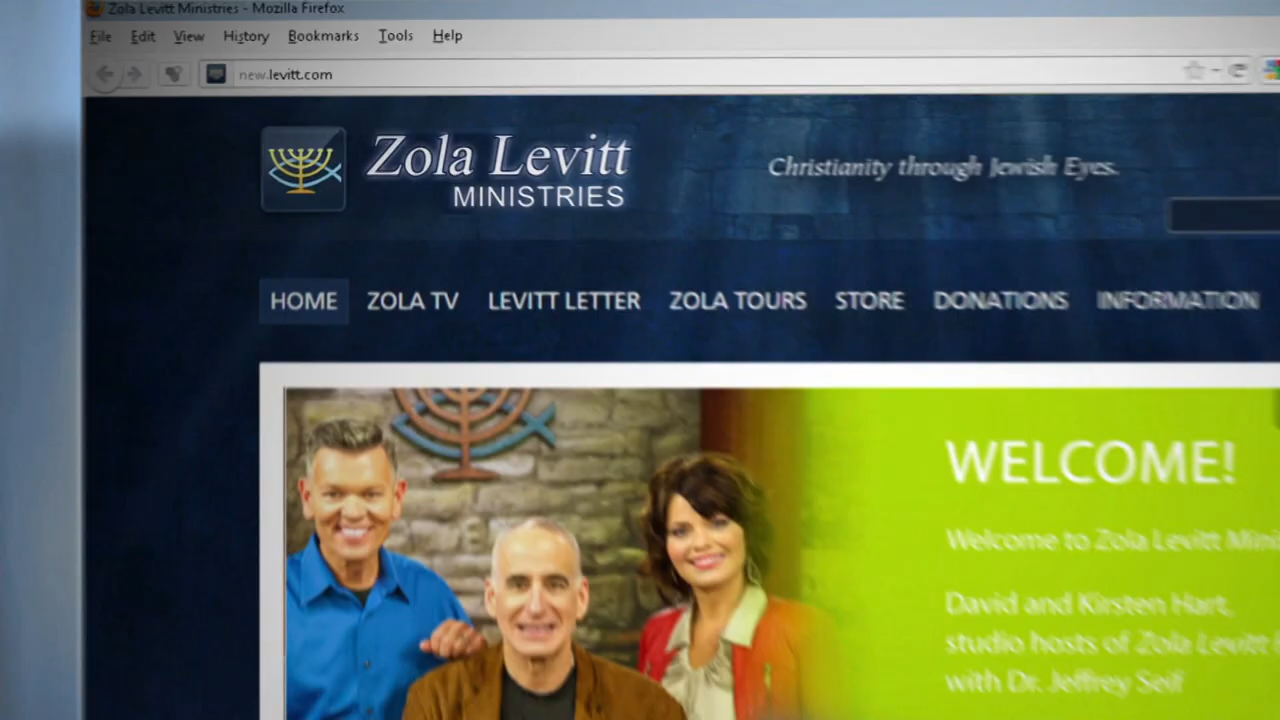 Zola Levitt Ministries - Mozilla Firefox
File Edit View History Bookmarks Tools Help
new.levitt.com
Zola Levitt
MINISTRIES
Christianity through Jewish Eyes.
HOME ZOLA TV LEVITT LETTER ZOLA TOURS STORE DONATIONS INFORMATION
WELCOME!
Welcome to Zola Levitt
David and Kirsten Hart,
studio hosts of Zola Levitt
with Dr. Jeffrey Seif